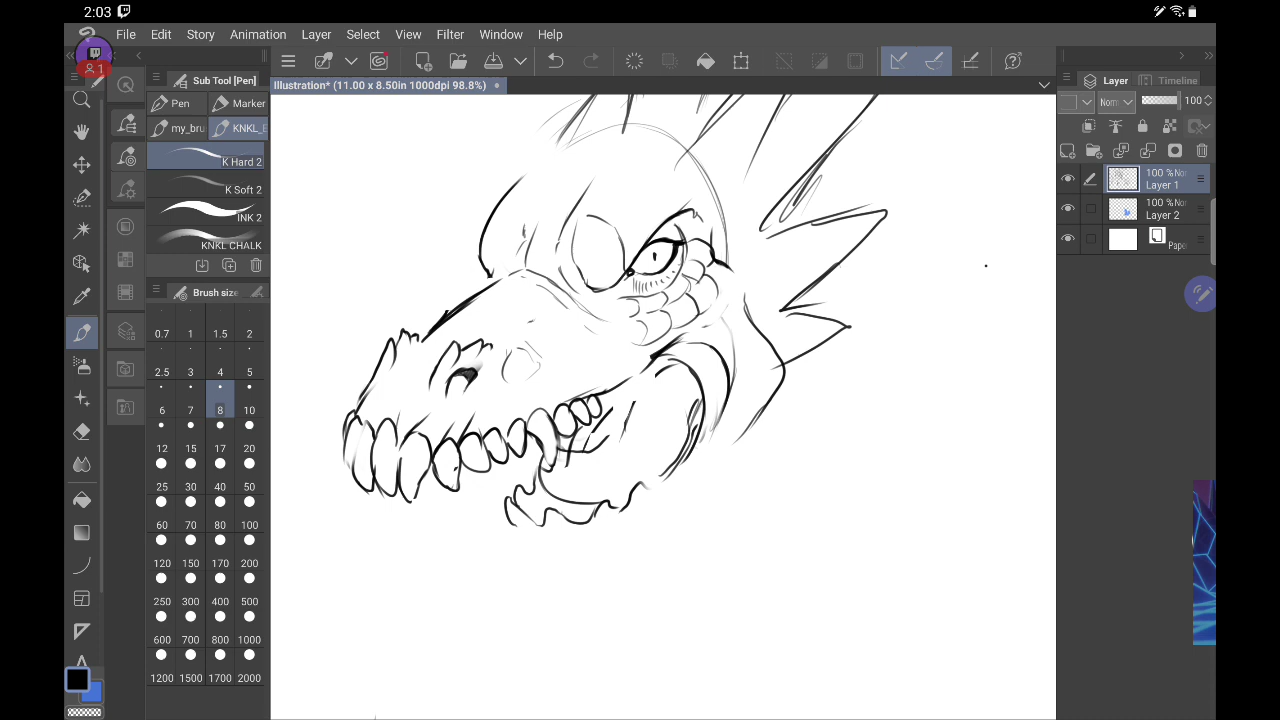 2:03
File Edit Story Animation Layer Select View Filter Window Help
1
Sub Tool [Pen]
Illustration* (11.00 x 8.50in 1000dpi 98.8%)
Pen Marker
my_bru KNKL_E
K Hard 2
K Soft 2
INK 2
KNKL CHALK
Brush size
0.7 1 1.5 2
2.5 3 4 5
6 7 8 10
12 15 17 20
25 30 40 50
60 70 80 100
120 150 170 200
250 300 400 500
600 700 800 1000
1200 1500 1700 2000
Layer Timeline
Norm 100
100 % Nor
Layer 1
100 % Nor
Layer 2
Pape